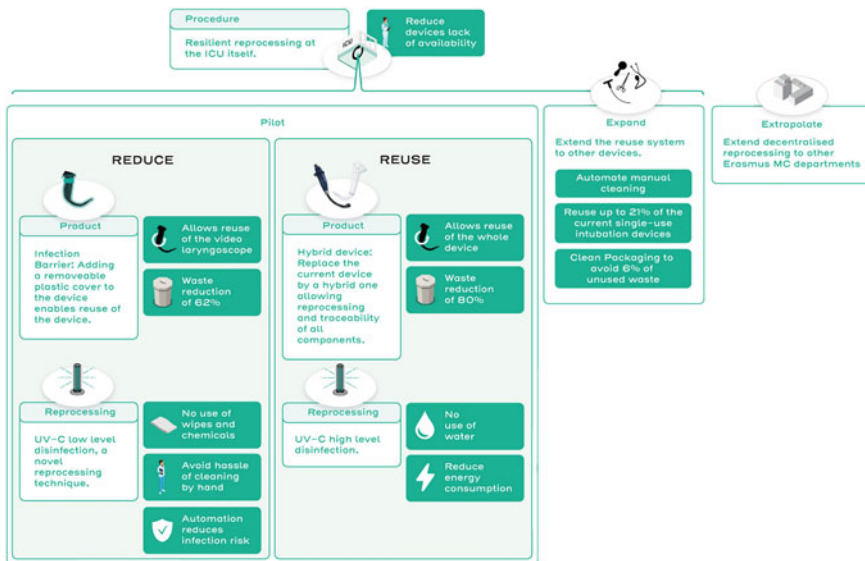 Procedure
Resilient reprocessing at
the ICU itself.
ICU
Reduce
devices lack
of availability
Pilot
REDUCE
Product
Infection
Barrier: Adding
a removeable
plastic cover to
the device
enables reuse of
the device.
Allows reuse
of the video
laryngoscope
Waste
reduction
of 62%
Reprocessing
UV-C low level
disinfection, a
novel
reprocessing
technique.
No use of
wipes and
chemicals
Avoid hassle
of cleaning
by hand
Automation
reduces
infection risk
REUSE
Product
Hybrid device:
Replace the
current device
by a hybrid one
allowing
reprocessing
and traceability
of all
components.
Allows reuse
of the whole
device
Waste
reduction
of 80%
Reprocessing
UV-C high level
disinfection.
No
use of
water
Reduce
energy
consumption
Expand
Extend the reuse system
to other devices.
Automate manual
cleaning
Reuse up to 21% of the
current single-use
intubation devices
Clean Packaging to
avoid 6% of
unused waste
Extrapolate
Extend decentralised
reprocessing to other
Erasmus MC departments